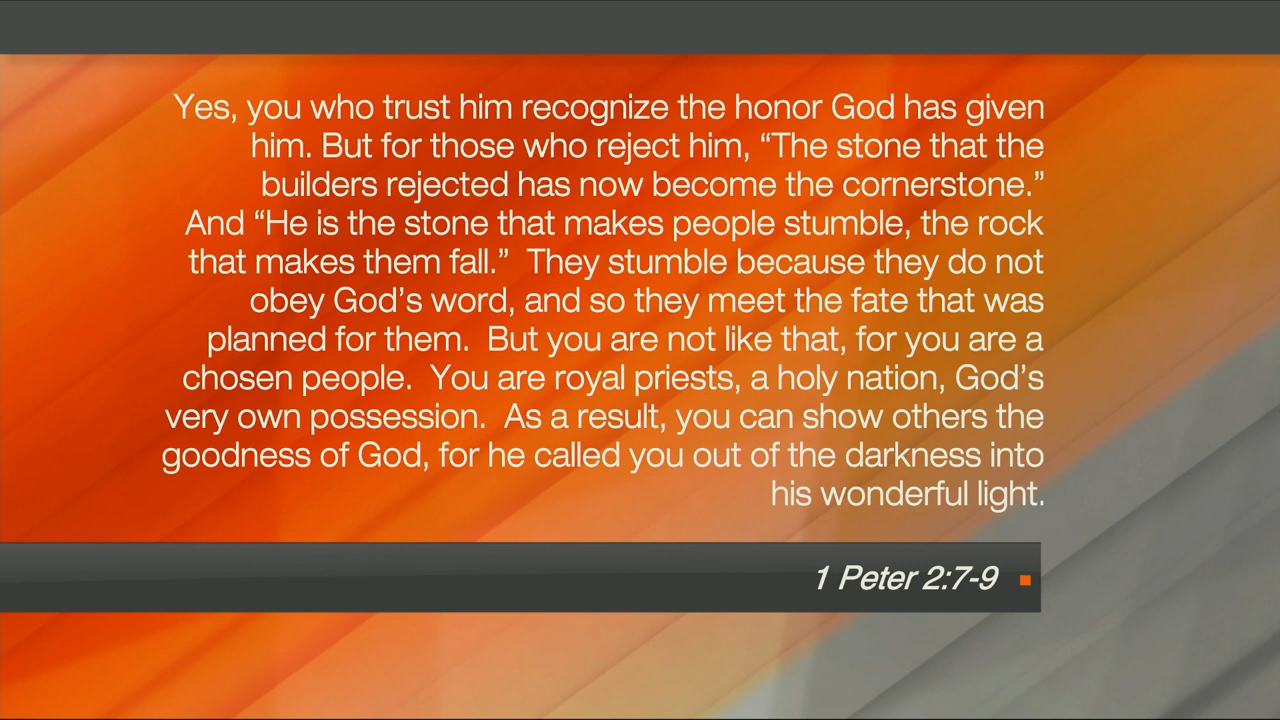 Yes, you who trust him recognize the honor God has given
him. But for those who reject him, “The stone that the
builders rejected has now become the cornerstone.”
And “He is the stone that makes people stumble, the rock
that makes them fall.”  They stumble because they do not
obey God’s word, and so they meet the fate that was
planned for them.  But you are not like that, for you are a
chosen people.  You are royal priests, a holy nation, God’s
very own possession.  As a result, you can show others the
goodness of God, for he called you out of the darkness into
his wonderful light.
1 Peter 2:7-9